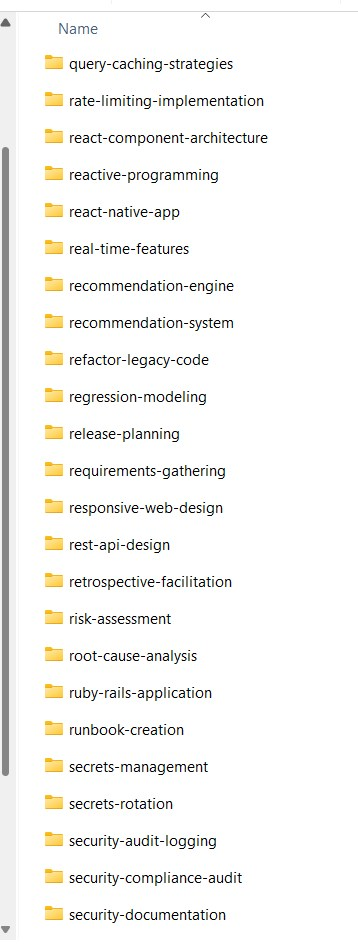 Name
query-caching-strategies
rate-limiting-implementation
react-component-architecture
reactive-programming
react-native-app
real-time-features
recommendation-engine
recommendation-system
refactor-legacy-code
regression-modeling
release-planning
requirements-gathering
responsive-web-design
rest-api-design
retrospective-facilitation
risk-assessment
root-cause-analysis
ruby-rails-application
runbook-creation
secrets-management
secrets-rotation
security-audit-logging
security-compliance-audit
security-documentation